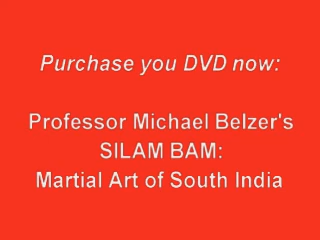 Purchase you DVD now:
Professor Michael Belzer's
SILAM BAM:
Martial Art of South India